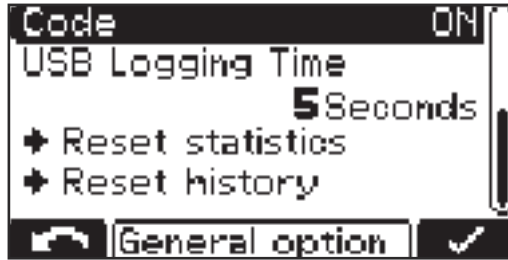 Code ON
USB Logging Time
5 Seconds
Reset statistics
Reset history
General option